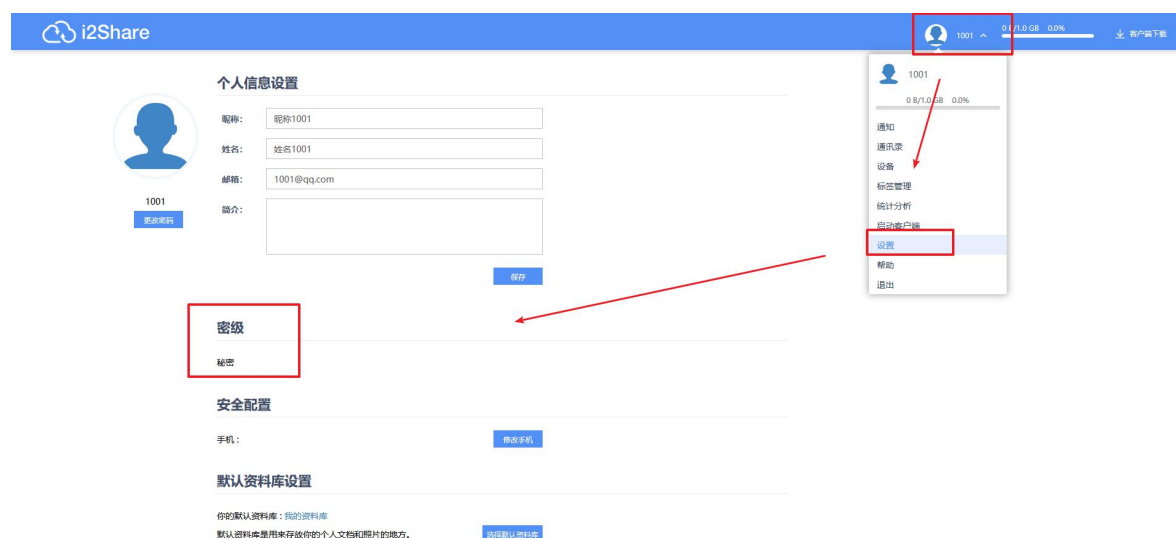 i2Share
1001
0 B/1.0 GB 0.0%
客户端下载
个人信息设置
昵称: 昵称1001
姓名: 姓名1001
邮箱: 1001@qq.com
简介:
保存
1001
更改密码
1001
0 B/1.0 GB 0.0%
通知
通讯录
设备
标签管理
统计分析
启动客户端
设置
帮助
退出
密级
秘密
安全配置
手机:
修改手机
默认资料库设置
你的默认资料库:我的资料库
默认资料库是用来存放你的个人文档和照片的地方。
选择默认资料库